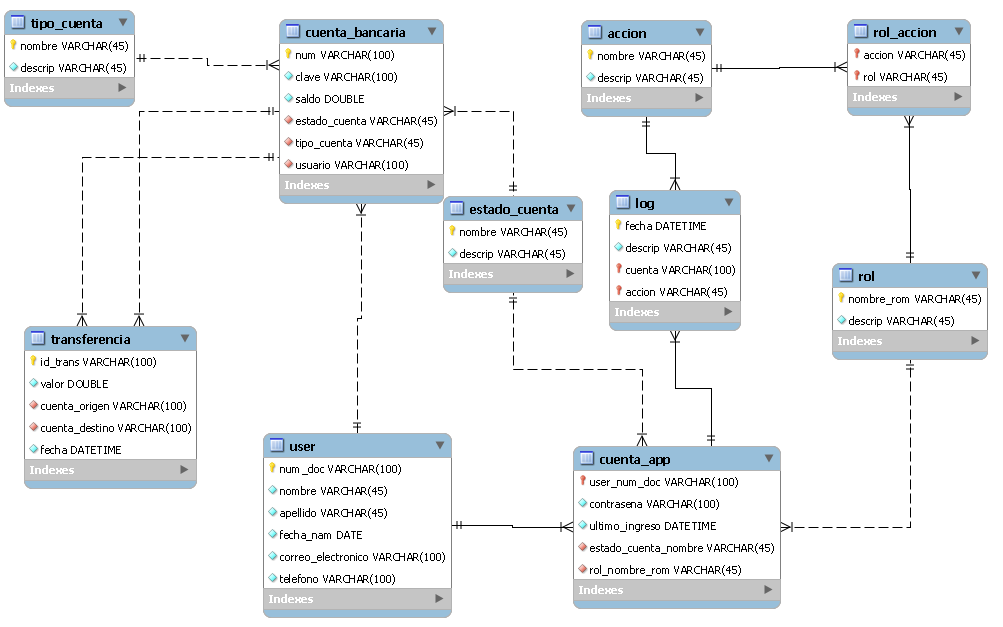 tipo_cuenta
nombre VARCHAR(45)
descrip VARCHAR(45)
Indexes
cuenta_bancaria
num VARCHAR(100)
clave VARCHAR(100)
saldo DOUBLE
estado_cuenta VARCHAR(45)
tipo_cuenta VARCHAR(45)
usuario VARCHAR(100)
Indexes
accion
nombre VARCHAR(45)
descrip VARCHAR(45)
Indexes
rol_accion
accion VARCHAR(45)
rol VARCHAR(45)
Indexes
estado_cuenta
nombre VARCHAR(45)
descrip VARCHAR(45)
Indexes
log
fecha DATETIME
descrip VARCHAR(45)
cuenta VARCHAR(100)
accion VARCHAR(45)
Indexes
rol
nombre_rom VARCHAR(45)
descrip VARCHAR(45)
Indexes
transferencia
id_trans VARCHAR(100)
valor DOUBLE
cuenta_origen VARCHAR(100)
cuenta_destino VARCHAR(100)
fecha DATETIME
Indexes
user
num_doc VARCHAR(100)
nombre VARCHAR(45)
apellido VARCHAR(45)
fecha_nam DATE
correo_electronico VARCHAR(100)
telefono VARCHAR(100)
Indexes
cuenta_app
user_num_doc VARCHAR(100)
contrasena VARCHAR(100)
ultimo_ingreso DATETIME
estado_cuenta_nombre VARCHAR(45)
rol_nombre_rom VARCHAR(45)
Indexes